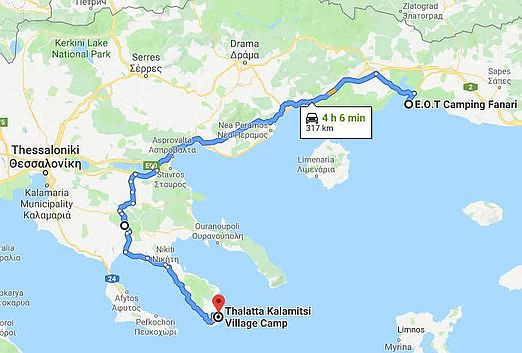 Zlatograd
Златоград
Kerkini Lake
National Park
Drama
Δράμα
Serres
Σέρρες
Sapes
Σάπες
2
E.O.T Camping Fanari
4 h 6 min
317 km
Nea Peramos
Νέα Πέραμος
Asprovalta
Ασπροβάλτα
Thessaloniki
Θεσσαλονίκη
E90
Stavros
Σταυρός
Limenaria
Λιμενάρια
Kalamaria
Municipality
Καλαμαριά
Ouranoupoli
Ουρανούπολη
Nikiti
Νικήτη
24
Afytos
Άφυτος
Pefkochori
Πευκοχώρι
Thalatta Kalamitsi
Village Camp
Limnos
Myrina